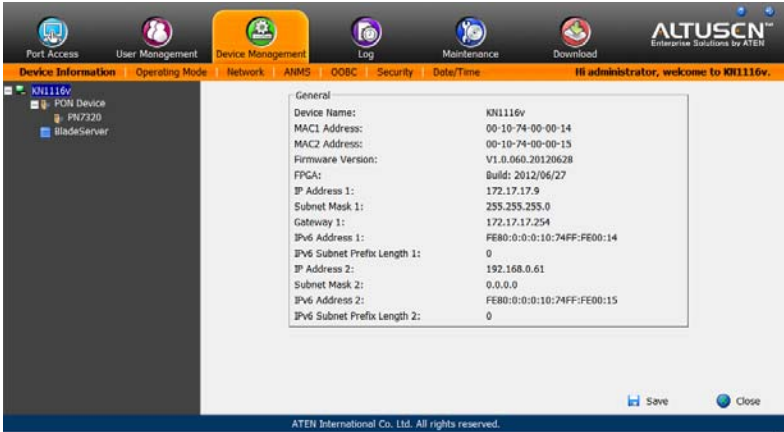 Port Access User Management Device Management Log Maintenance Download
ALTUSEN™
Enterprise Solutions by ATEN
Device Information Operating Mode Network ANMS OOBC Security Date/Time Hi administrator, welcome to KN1116v.
KN1116v
PON Device
PN7320
BladeServer
General
Device Name: KN1116v
MAC1 Address: 00-10-74-00-00-14
MAC2 Address: 00-10-74-00-00-15
Firmware Version: V1.0.060.20120628
FPGA: Build: 2012/06/27
IP Address 1: 172.17.17.9
Subnet Mask 1: 255.255.255.0
Gateway 1: 172.17.17.254
IPv6 Address 1: FE80:0:0:0:10:74FF:FE00:14
IPv6 Subnet Prefix Length 1: 0
IP Address 2: 192.168.0.61
Subnet Mask 2: 0.0.0.0
IPv6 Address 2: FE80:0:0:0:10:74FF:FE00:15
IPv6 Subnet Prefix Length 2: 0
Save Close
ATEN International Co. Ltd. All rights reserved.